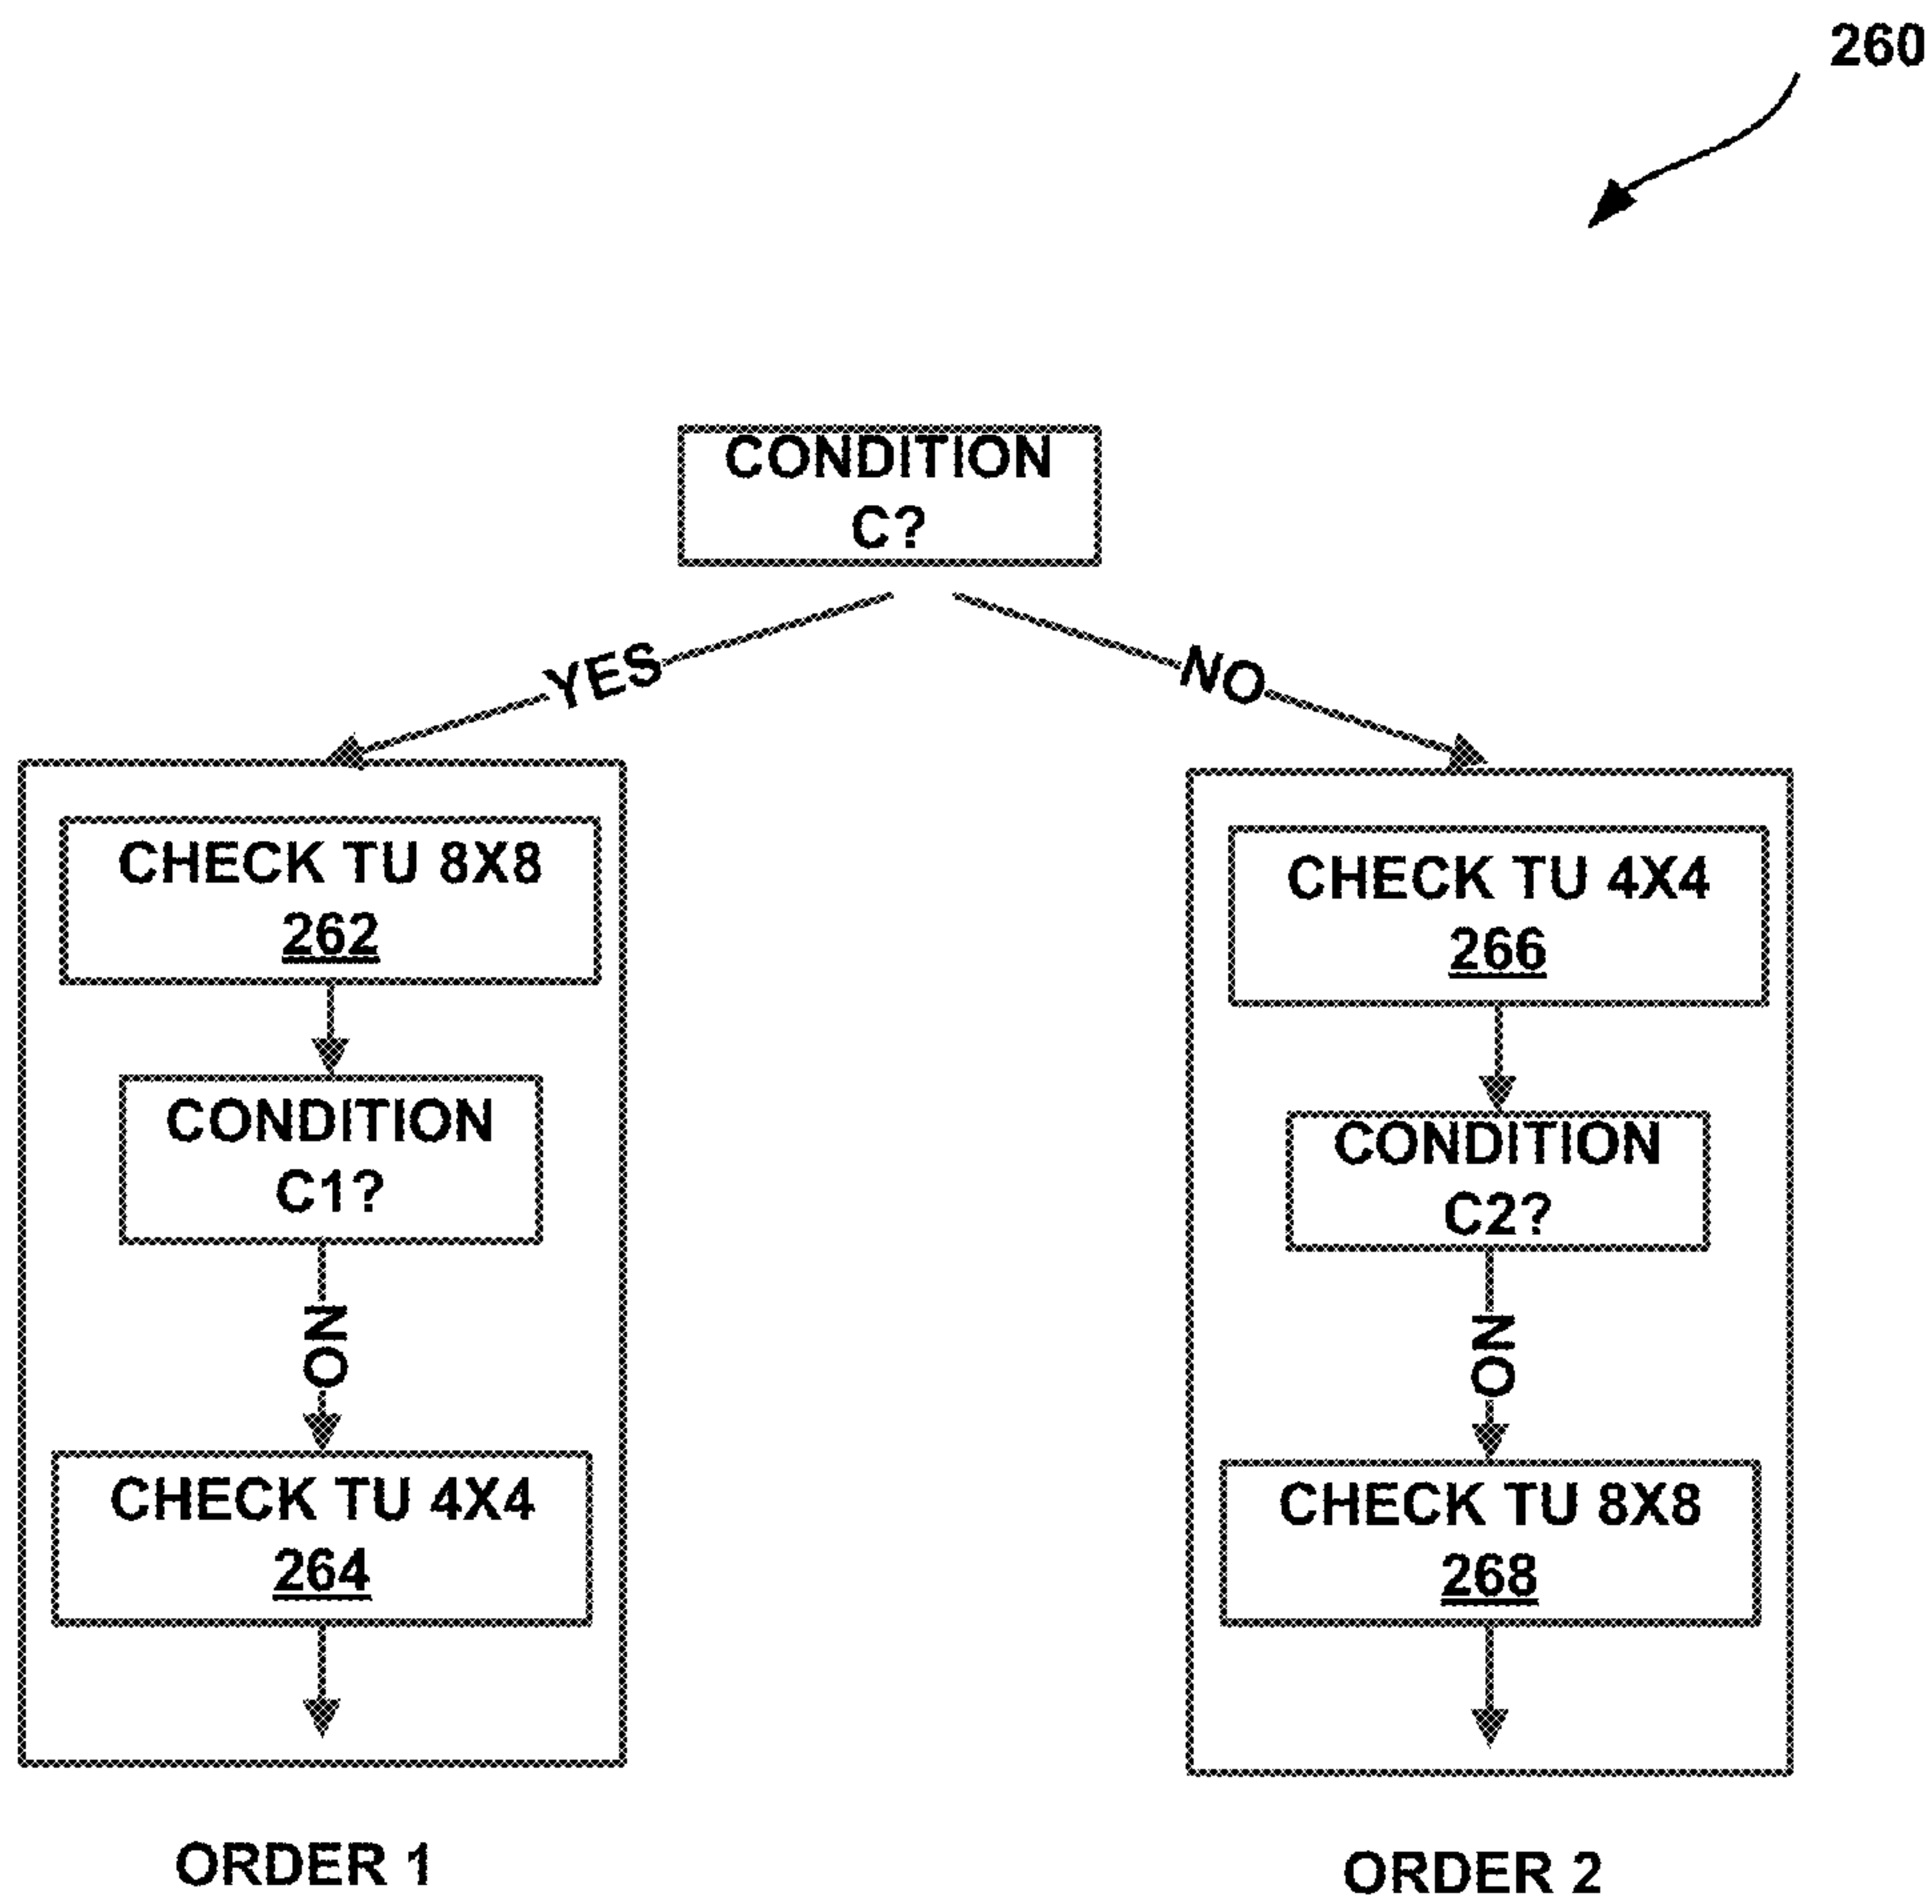 260
CONDITION
C?
YES
NO
CHECK TU 8X8
262
CONDITION
C1?
NO
CHECK TU 4X4
264
ORDER 1
CHECK TU 4X4
266
CONDITION
C2?
NO
CHECK TU 8X8
268
ORDER 2